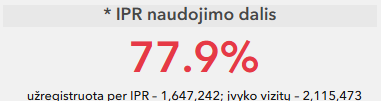 * IPR naudojimo dalis
77.9%
užregistruota per IPR – 1,647,242; įvyko vizitų – 2,115,473